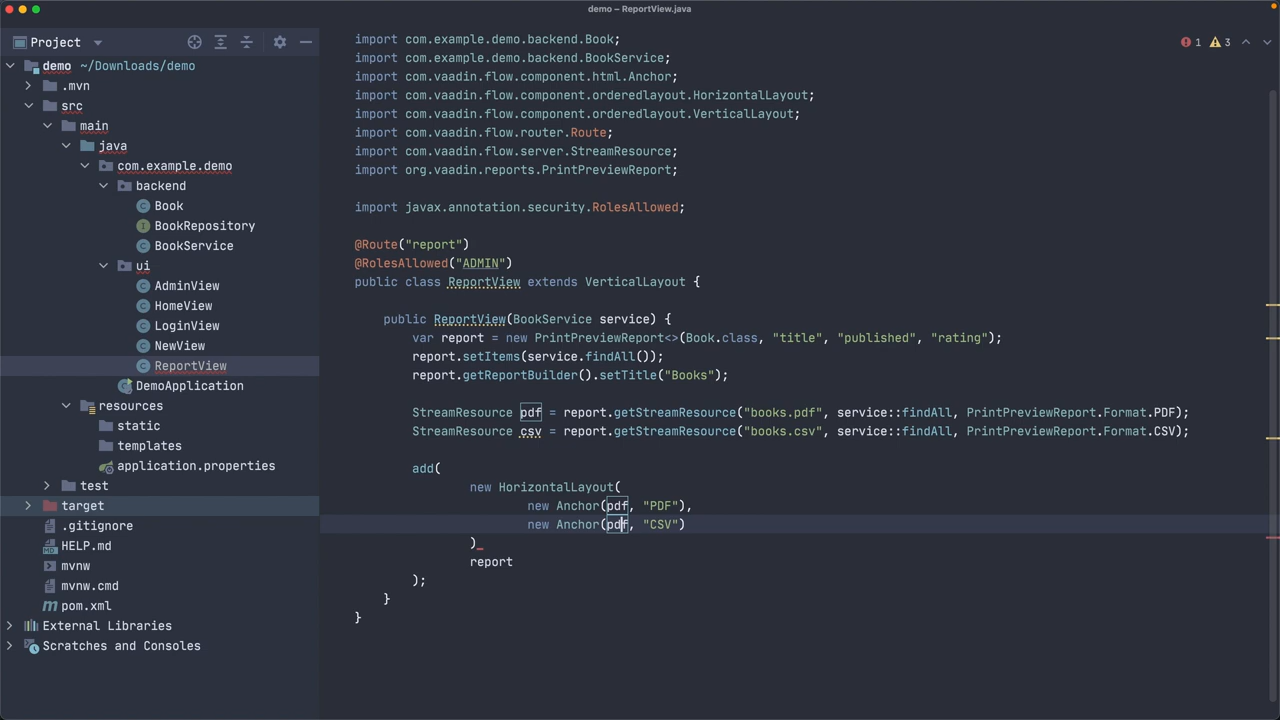 demo – ReportView.java
Project
demo ~/Downloads/demo
.mvn
src
main
java
com.example.demo
backend
Book
BookRepository
BookService
ui
AdminView
HomeView
LoginView
NewView
ReportView
DemoApplication
resources
static
templates
application.properties
test
target
.gitignore
HELP.md
mvnw
mvnw.cmd
pom.xml
External Libraries
Scratches and Consoles
1 3
import com.example.demo.backend.Book;
import com.example.demo.backend.BookService;
import com.vaadin.flow.component.html.Anchor;
import com.vaadin.flow.component.orderedlayout.HorizontalLayout;
import com.vaadin.flow.component.orderedlayout.VerticalLayout;
import com.vaadin.flow.router.Route;
import com.vaadin.flow.server.StreamResource;
import org.vaadin.reports.PrintPreviewReport;
import javax.annotation.security.RolesAllowed;
@Route("report")
@RolesAllowed("ADMIN")
public class ReportView extends VerticalLayout {
public ReportView(BookService service) {
var report = new PrintPreviewReport<>(Book.class, "title", "published", "rating");
report.setItems(service.findAll());
report.getReportBuilder().setTitle("Books");
StreamResource pdf = report.getStreamResource("books.pdf", service::findAll, PrintPreviewReport.Format.PDF);
StreamResource csv = report.getStreamResource("books.csv", service::findAll, PrintPreviewReport.Format.CSV);
add(
new HorizontalLayout(
new Anchor(pdf, "PDF"),
new Anchor(pdf, "CSV")
)
report
);
}
}